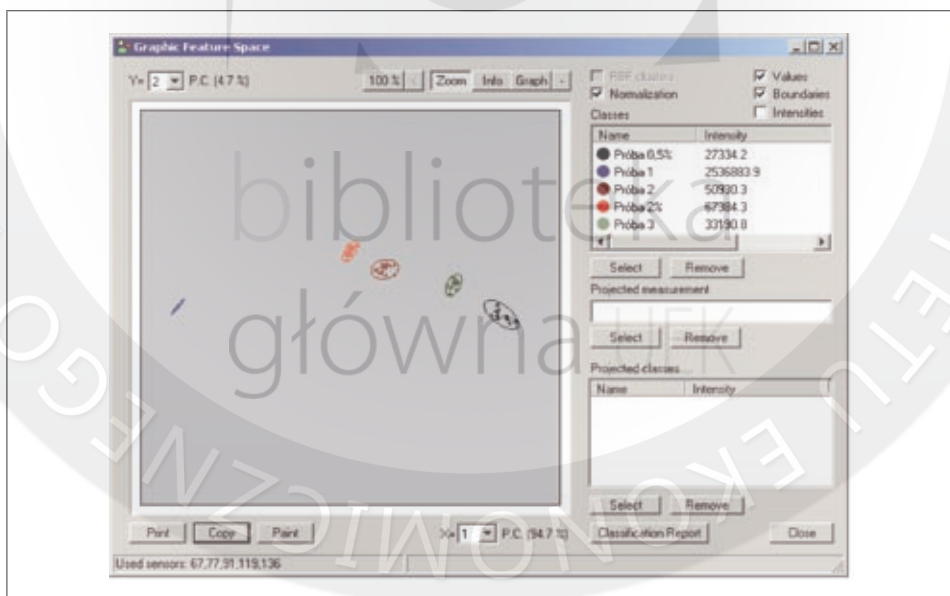 Graphic Feature Space
Y= 2 P.C. (4.7 %)
100 % < Zoom Info Graph -
RBF clusters
Values
Normalization
Boundaries
Intensities
Classes
Name Intensity
Próba 0,5% 27334.2
Próba 1 2536883.9
Próba 2 50930.3
Próba 2% 67384.3
Próba 3 33190.8
Select Remove
Projected measurement
Select Remove
Projected classes
Name Intensity
Select Remove
Print Copy Paint
X= 1 P.C. (94.7 %)
Classification Report
Close
Used sensors: 67,77,91,119,136
biblioteka
główna UEK
EKONOMICZNEGO